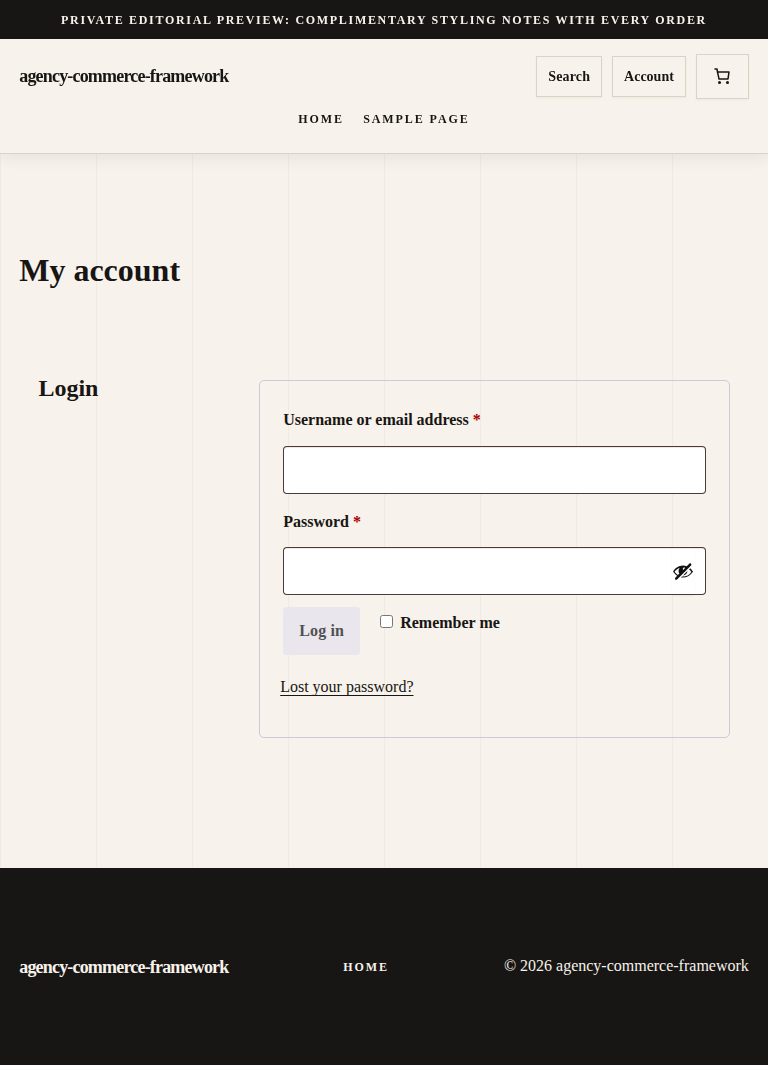 PRIVATE EDITORIAL PREVIEW: COMPLIMENTARY STYLING NOTES WITH EVERY ORDER
agency-commerce-framework
Search
Account
HOME
SAMPLE PAGE
My account
Login
Username or email address *
Password *
Log in
Remember me
Lost your password?
agency-commerce-framework
HOME
© 2026 agency-commerce-framework